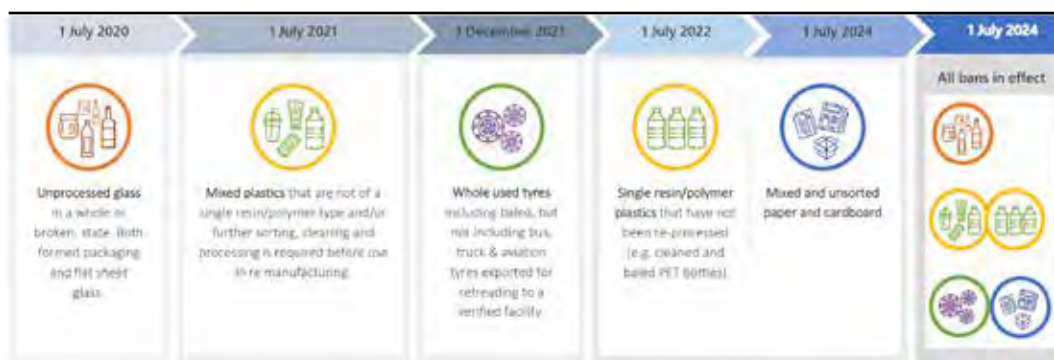 1 July 2020
1 July 2021
1 December 2021
1 July 2022
1 July 2024
1 July 2024
Unprocessed glass
in a whole or
broken, state. Both
formed packaging
and flat sheet
glass.
Mixed plastics that are not of a
single resin/polymer type and/or
further sorting, cleaning and
processing is required before use
in re manufacturing.
Whole used tyres
including baled, but
not including bus,
truck & aviation
tyres exported for
retreading to a
verified facility.
Single resin/polymer
plastics that have not
been re-processed
(e.g. cleaned and
baled PET bottles).
Mixed and unsorted
paper and cardboard
All bans in effect